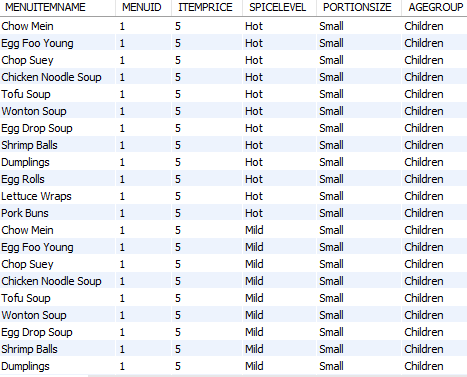 MENUITEMNAME MENUID ITEMPRICE SPICELEVEL PORTIONSIZE AGEGROUP
Chow Mein 1 5 Hot Small Children
Egg Foo Young 1 5 Hot Small Children
Chop Suey 1 5 Hot Small Children
Chicken Noodle Soup 1 5 Hot Small Children
Tofu Soup 1 5 Hot Small Children
Wonton Soup 1 5 Hot Small Children
Egg Drop Soup 1 5 Hot Small Children
Shrimp Balls 1 5 Hot Small Children
Dumplings 1 5 Hot Small Children
Egg Rolls 1 5 Hot Small Children
Lettuce Wraps 1 5 Hot Small Children
Pork Buns 1 5 Hot Small Children
Chow Mein 1 5 Mild Small Children
Egg Foo Young 1 5 Mild Small Children
Chop Suey 1 5 Mild Small Children
Chicken Noodle Soup 1 5 Mild Small Children
Tofu Soup 1 5 Mild Small Children
Wonton Soup 1 5 Mild Small Children
Egg Drop Soup 1 5 Mild Small Children
Shrimp Balls 1 5 Mild Small Children
Dumplings 1 5 Mild Small Children